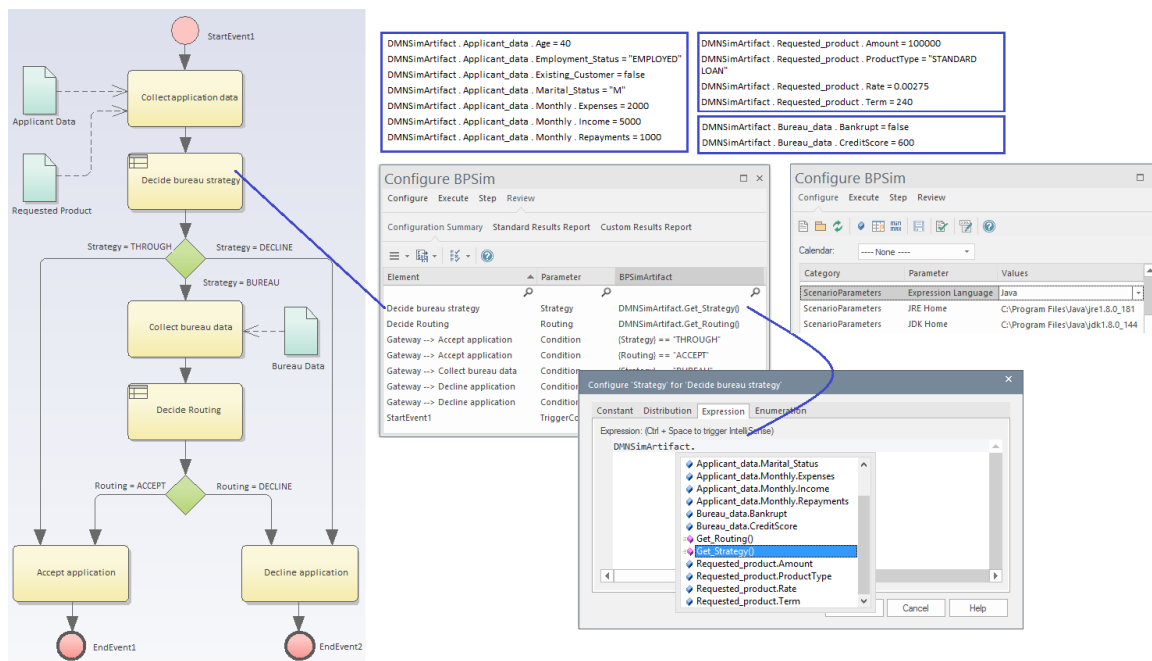 StartEvent1
Collect application data
Applicant Data
Decide bureau strategy
Requested Product
Strategy = THROUGH
Strategy = DECLINE
Strategy = BUREAU
Collect bureau data
Bureau Data
Decide Routing
Routing = ACCEPT
Routing = DECLINE
Accept application
Decline application
EndEvent1
EndEvent2
DMNSimArtifact . Applicant_data . Age = 40
DMNSimArtifact . Applicant_data . Employment_Status = "EMPLOYED"
DMNSimArtifact . Applicant_data . Existing_Customer = false
DMNSimArtifact . Applicant_data . Marital_Status = "M"
DMNSimArtifact . Applicant_data . Monthly . Expenses = 2000
DMNSimArtifact . Applicant_data . Monthly . Income = 5000
DMNSimArtifact . Applicant_data . Monthly . Repayments = 1000
DMNSimArtifact . Requested_product . Amount = 100000
DMNSimArtifact . Requested_product . ProductType = "STANDARD
LOAN"
DMNSimArtifact . Requested_product . Rate = 0.00275
DMNSimArtifact . Requested_product . Term = 240
DMNSimArtifact . Bureau_data . Bankrupt = false
DMNSimArtifact . Bureau_data . CreditScore = 600
Configure BPSim
Configure Execute Step Review
Configuration Summary Standard Results Report Custom Results Report
Element Parameter BPSimArtifact
Decide bureau strategy Strategy DMNSimArtifact.Get_Strategy()
Decide Routing Routing DMNSimArtifact.Get_Routing()
Gateway --> Accept application Condition {Strategy} == "THROUGH"
Gateway --> Accept application Condition {Routing} == "ACCEPT"
Gateway --> Collect bureau data Condition {Strategy} == "BUREAU"
Gateway --> Decline application Condition
Gateway --> Decline application Condition
StartEvent1 TriggerCo
Configure BPSim
Configure Execute Step Review
Calendar: ---- None ----
Category Parameter Values
ScenarioParameters Expression Language Java
ScenarioParameters JRE Home C:\Program Files\Java\jre1.8.0_181
ScenarioParameters JDK Home C:\Program Files\Java\jdk1.8.0_144
Configure 'Strategy' for 'Decide bureau strategy'
Constant Distribution Expression Enumeration
Expression: (Ctrl + Space to trigger IntelliSense)
DMNSimArtifact.
Applicant_data.Marital_Status
Applicant_data.Monthly.Expenses
Applicant_data.Monthly.Income
Applicant_data.Monthly.Repayments
Bureau_data.Bankrupt
Bureau_data.CreditScore
Get_Routing()
Get_Strategy()
Requested_product.Amount
Requested_product.ProductType
Requested_product.Rate
Requested_product.Term
Cancel Help